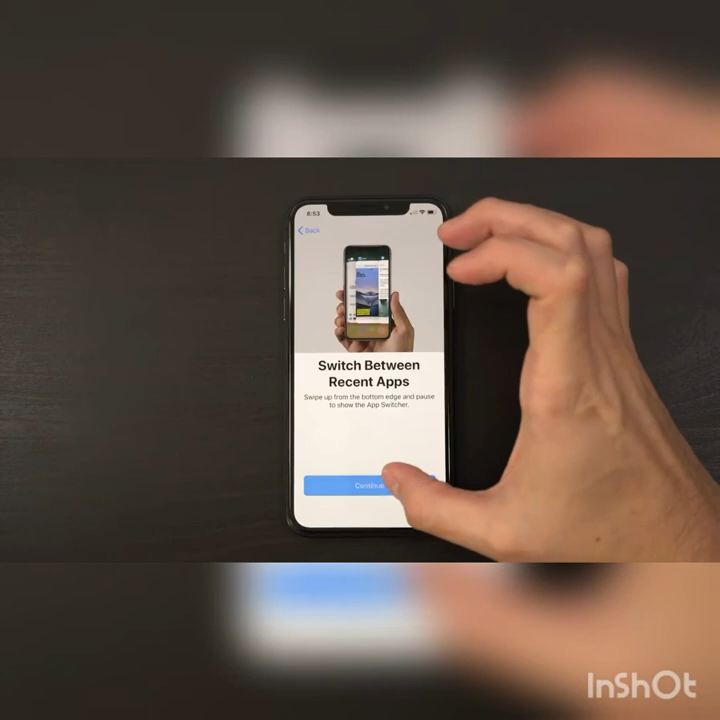 8:53
Back
Switch Between
Recent Apps
Swipe up from the bottom edge and pause
to show the App Switcher.
Continue
InShOt